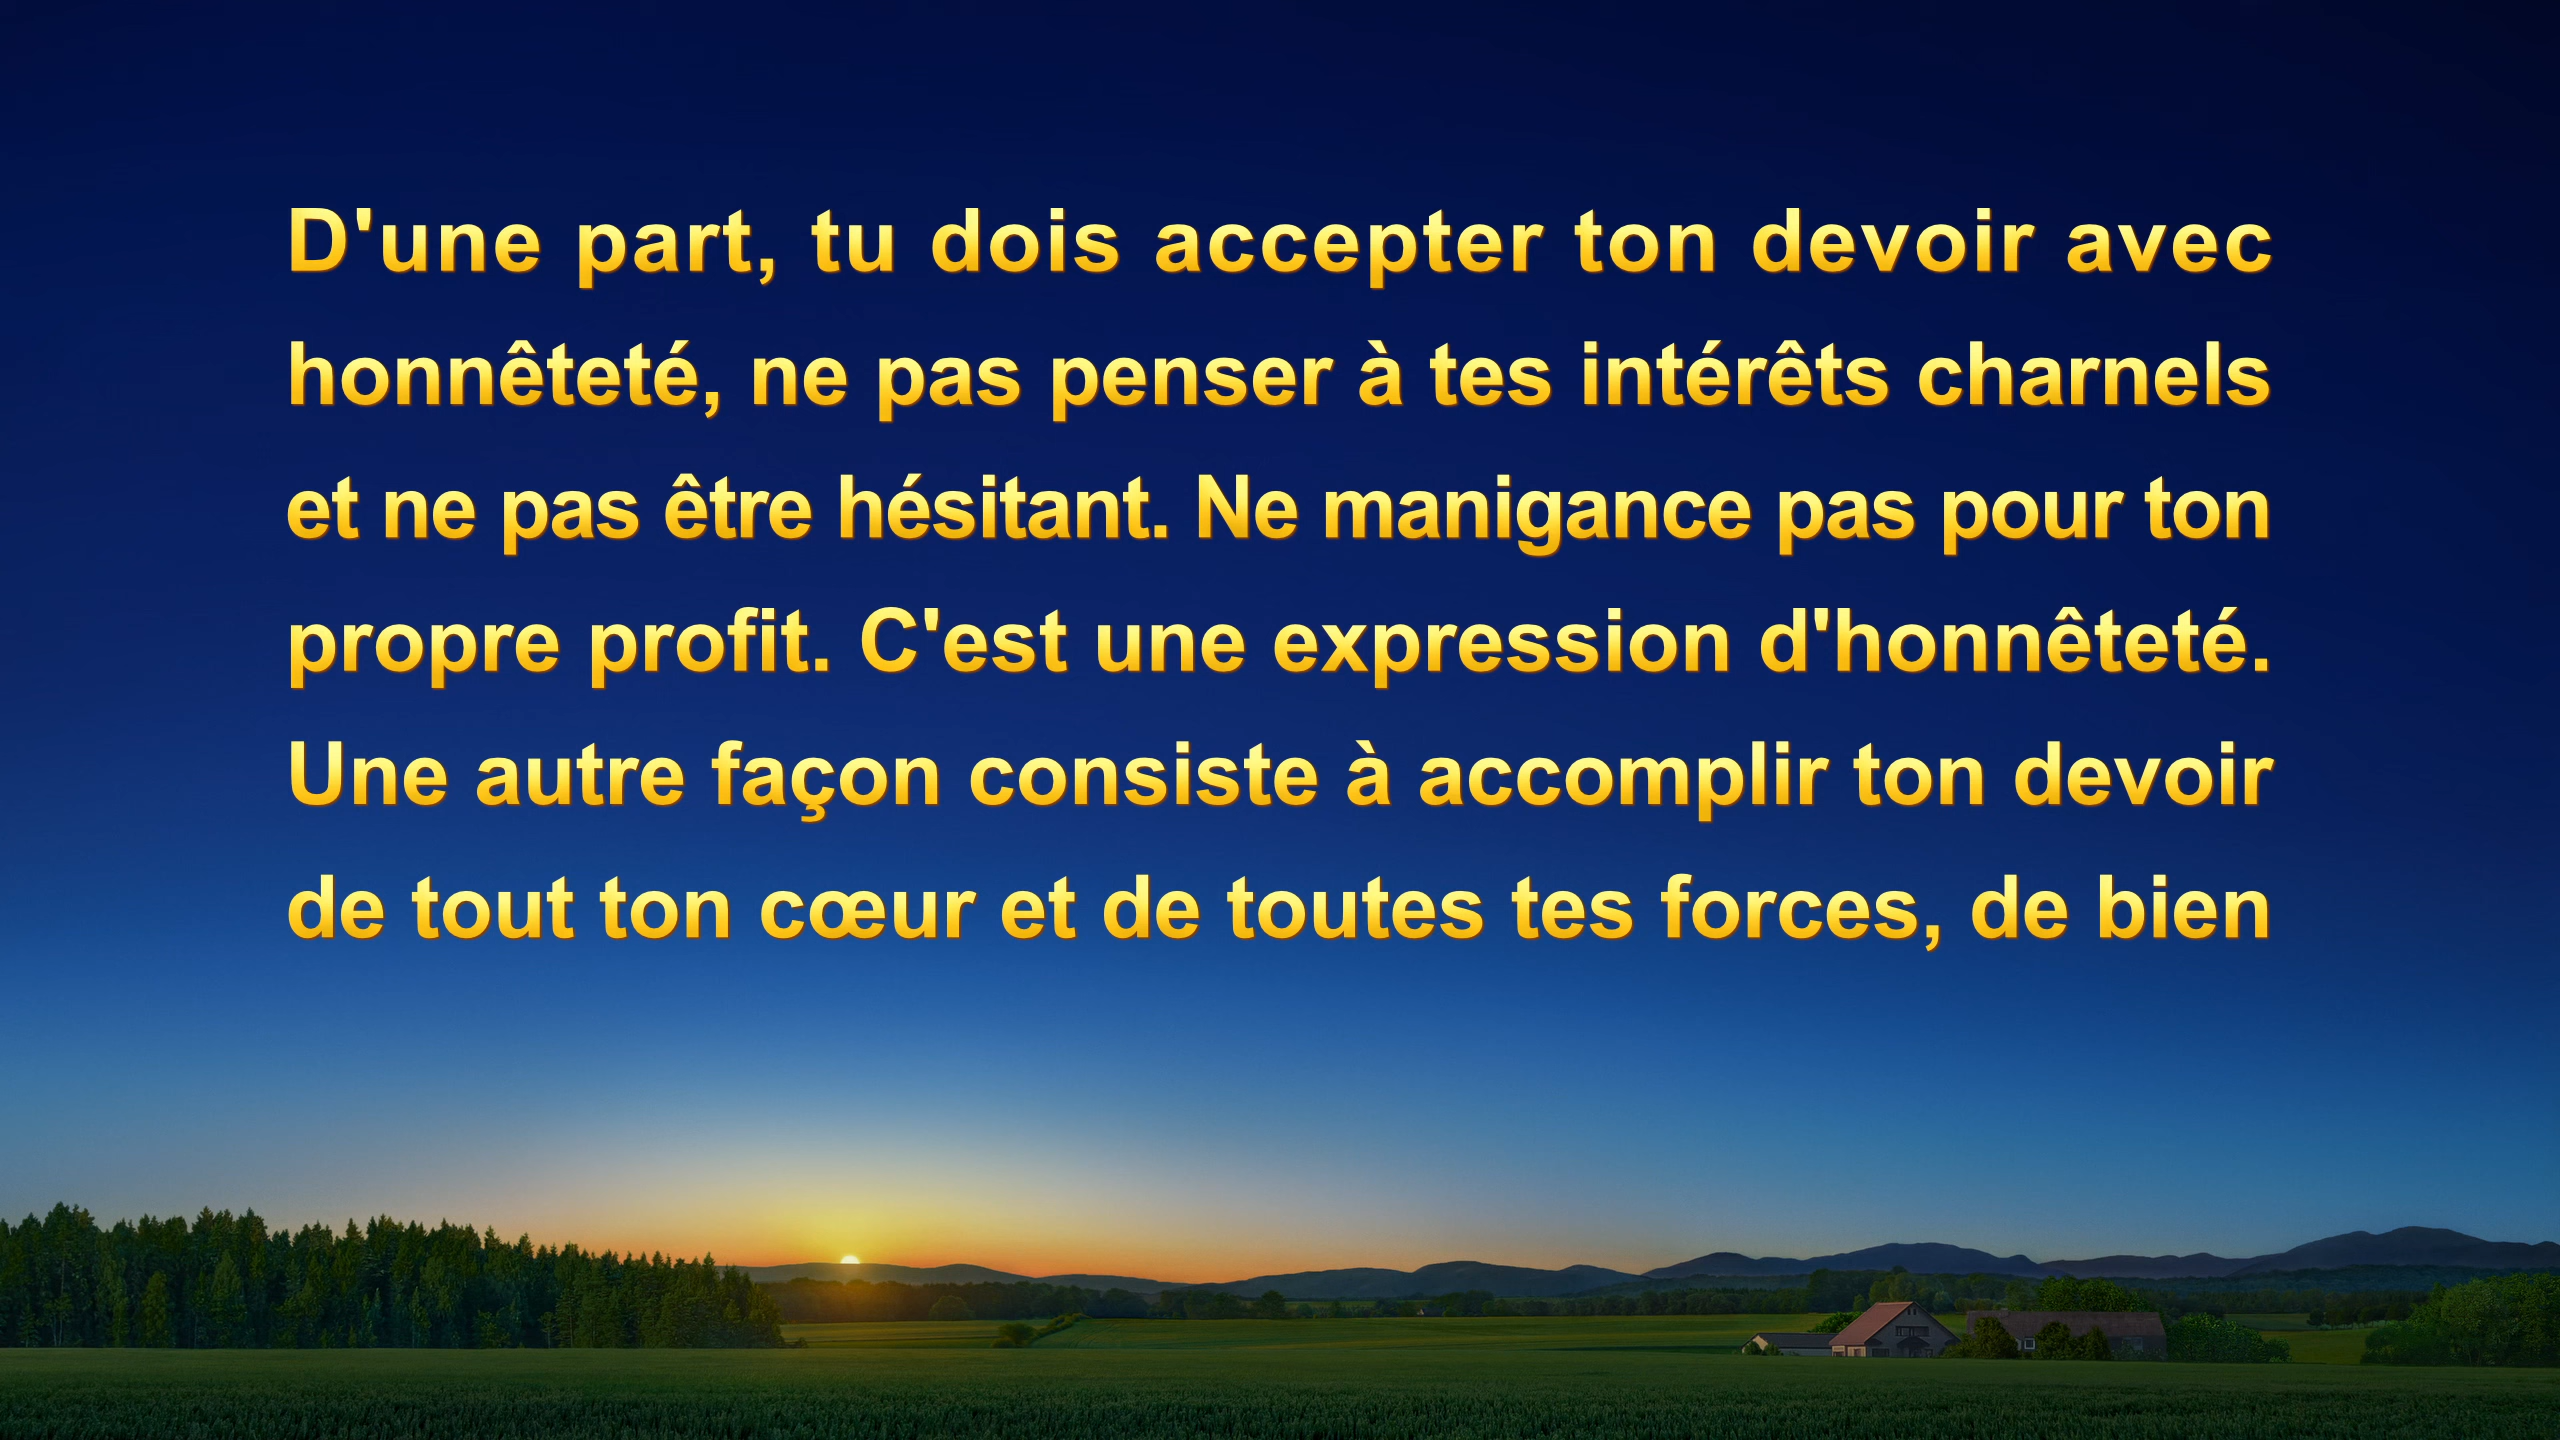 D'une part, tu dois accepter ton devoir avec
honnêteté, ne pas penser à tes intérêts charnels
et ne pas être hésitant. Ne manigance pas pour ton
propre profit. C'est une expression d'honnêteté.
Une autre façon consiste à accomplir ton devoir
de tout ton cœur et de toutes tes forces, de bien